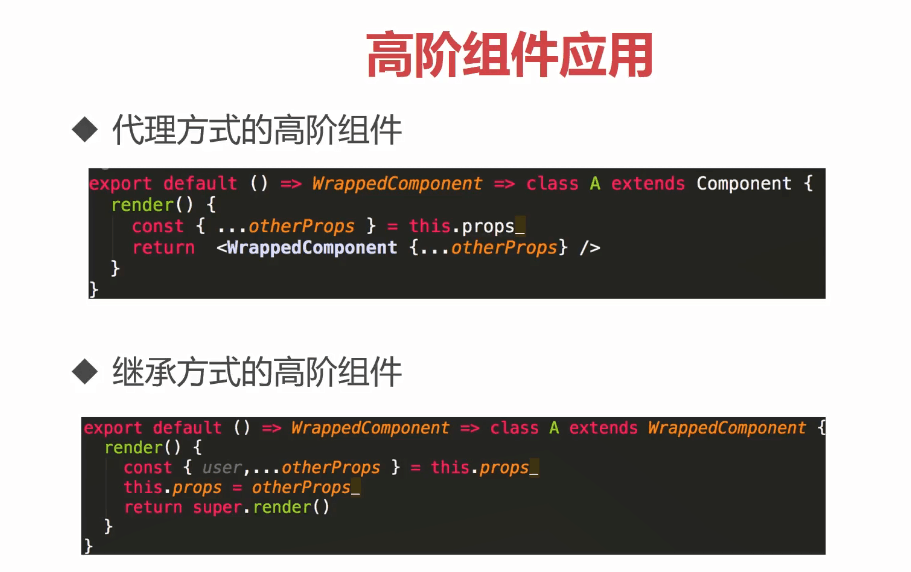 高阶组件应用
◆ 代理方式的高阶组件
export default () => WrappedComponent => class A extends Component {
  render() {
    const { ...otherProps } = this.props_
    return  <WrappedComponent {...otherProps} />
  }
}
◆ 继承方式的高阶组件
export default () => WrappedComponent => class A extends WrappedComponent {
  render() {
    const { user,...otherProps } = this.props_
    this.props = otherProps_
    return super.render()
  }
}